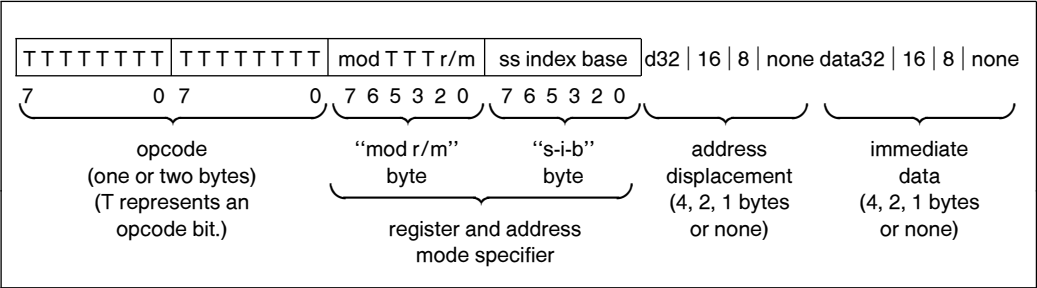 T T T T T T T T T T T T T T T T mod T T T r/m ss index base d32 | 16 | 8 | none data32 | 16 | 8 | none
7 0 7 0 7 6 5 3 2 0 7 6 5 3 2 0
opcode
(one or two bytes)
(T represents an
opcode bit.)
‘‘mod r/m’’
byte
‘‘s-i-b’’
byte
register and address
mode specifier
address
displacement
(4, 2, 1 bytes
or none)
immediate
data
(4, 2, 1 bytes
or none)